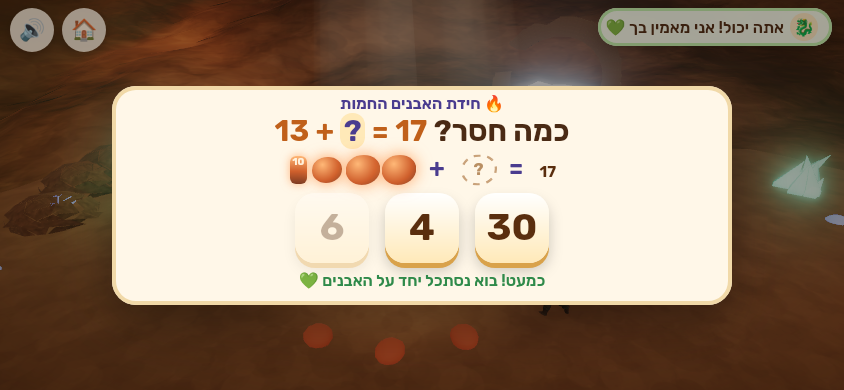 אתה יכול! אני מאמין בך 💚
🔥 חידת האבנים החמות
כמה חסר? 17 = ? + 13
10 + ? = 17
6 4 30
כמעט! בוא נסתכל יחד על האבנים 💚